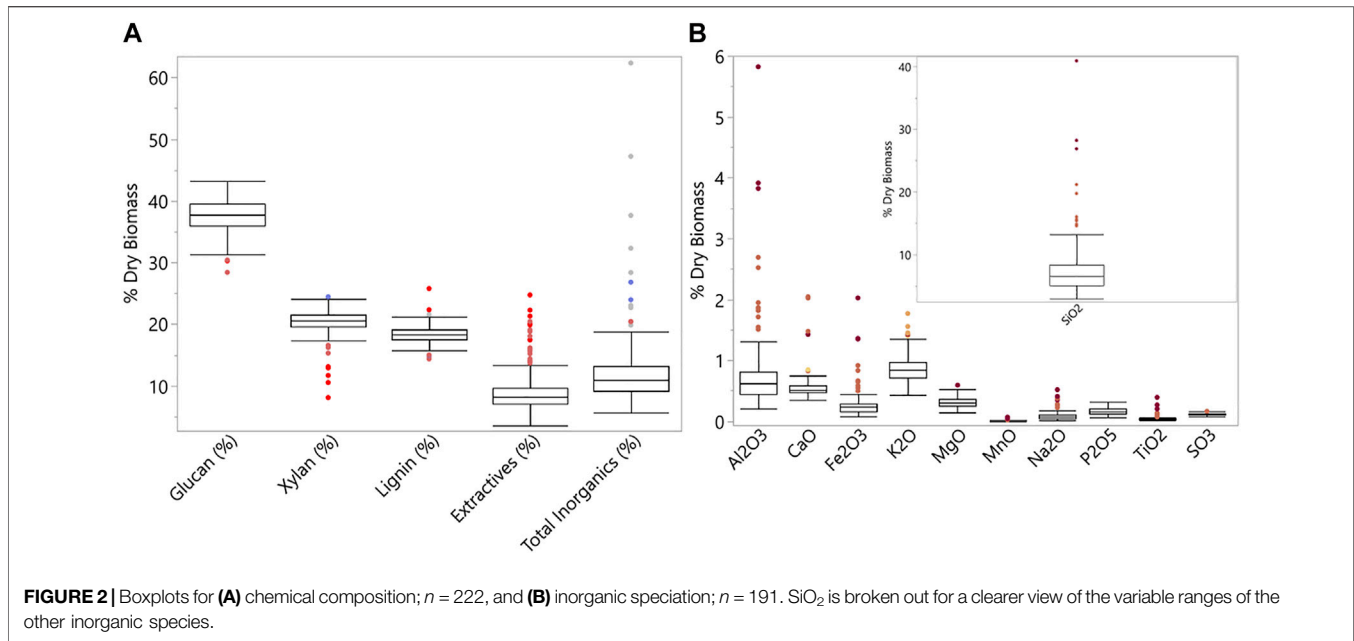 A
B
60
50
40
30
20
10
% Dry Biomass
Glucan (%)
Xylan (%)
Lignin (%)
Extractives (%)
Total Inorganics (%)
6
5
4
3
2
1
0
% Dry Biomass
Al2O3
CaO
Fe2O3
K2O
MgO
MnO
Na2O
P2O5
TiO2
SO3
40
30
20
10
% Dry Biomass
SiO2
FIGURE 2 | Boxplots for (A) chemical composition; n = 222, and (B) inorganic speciation; n = 191. SiO₂ is broken out for a clearer view of the variable ranges of the
other inorganic species.